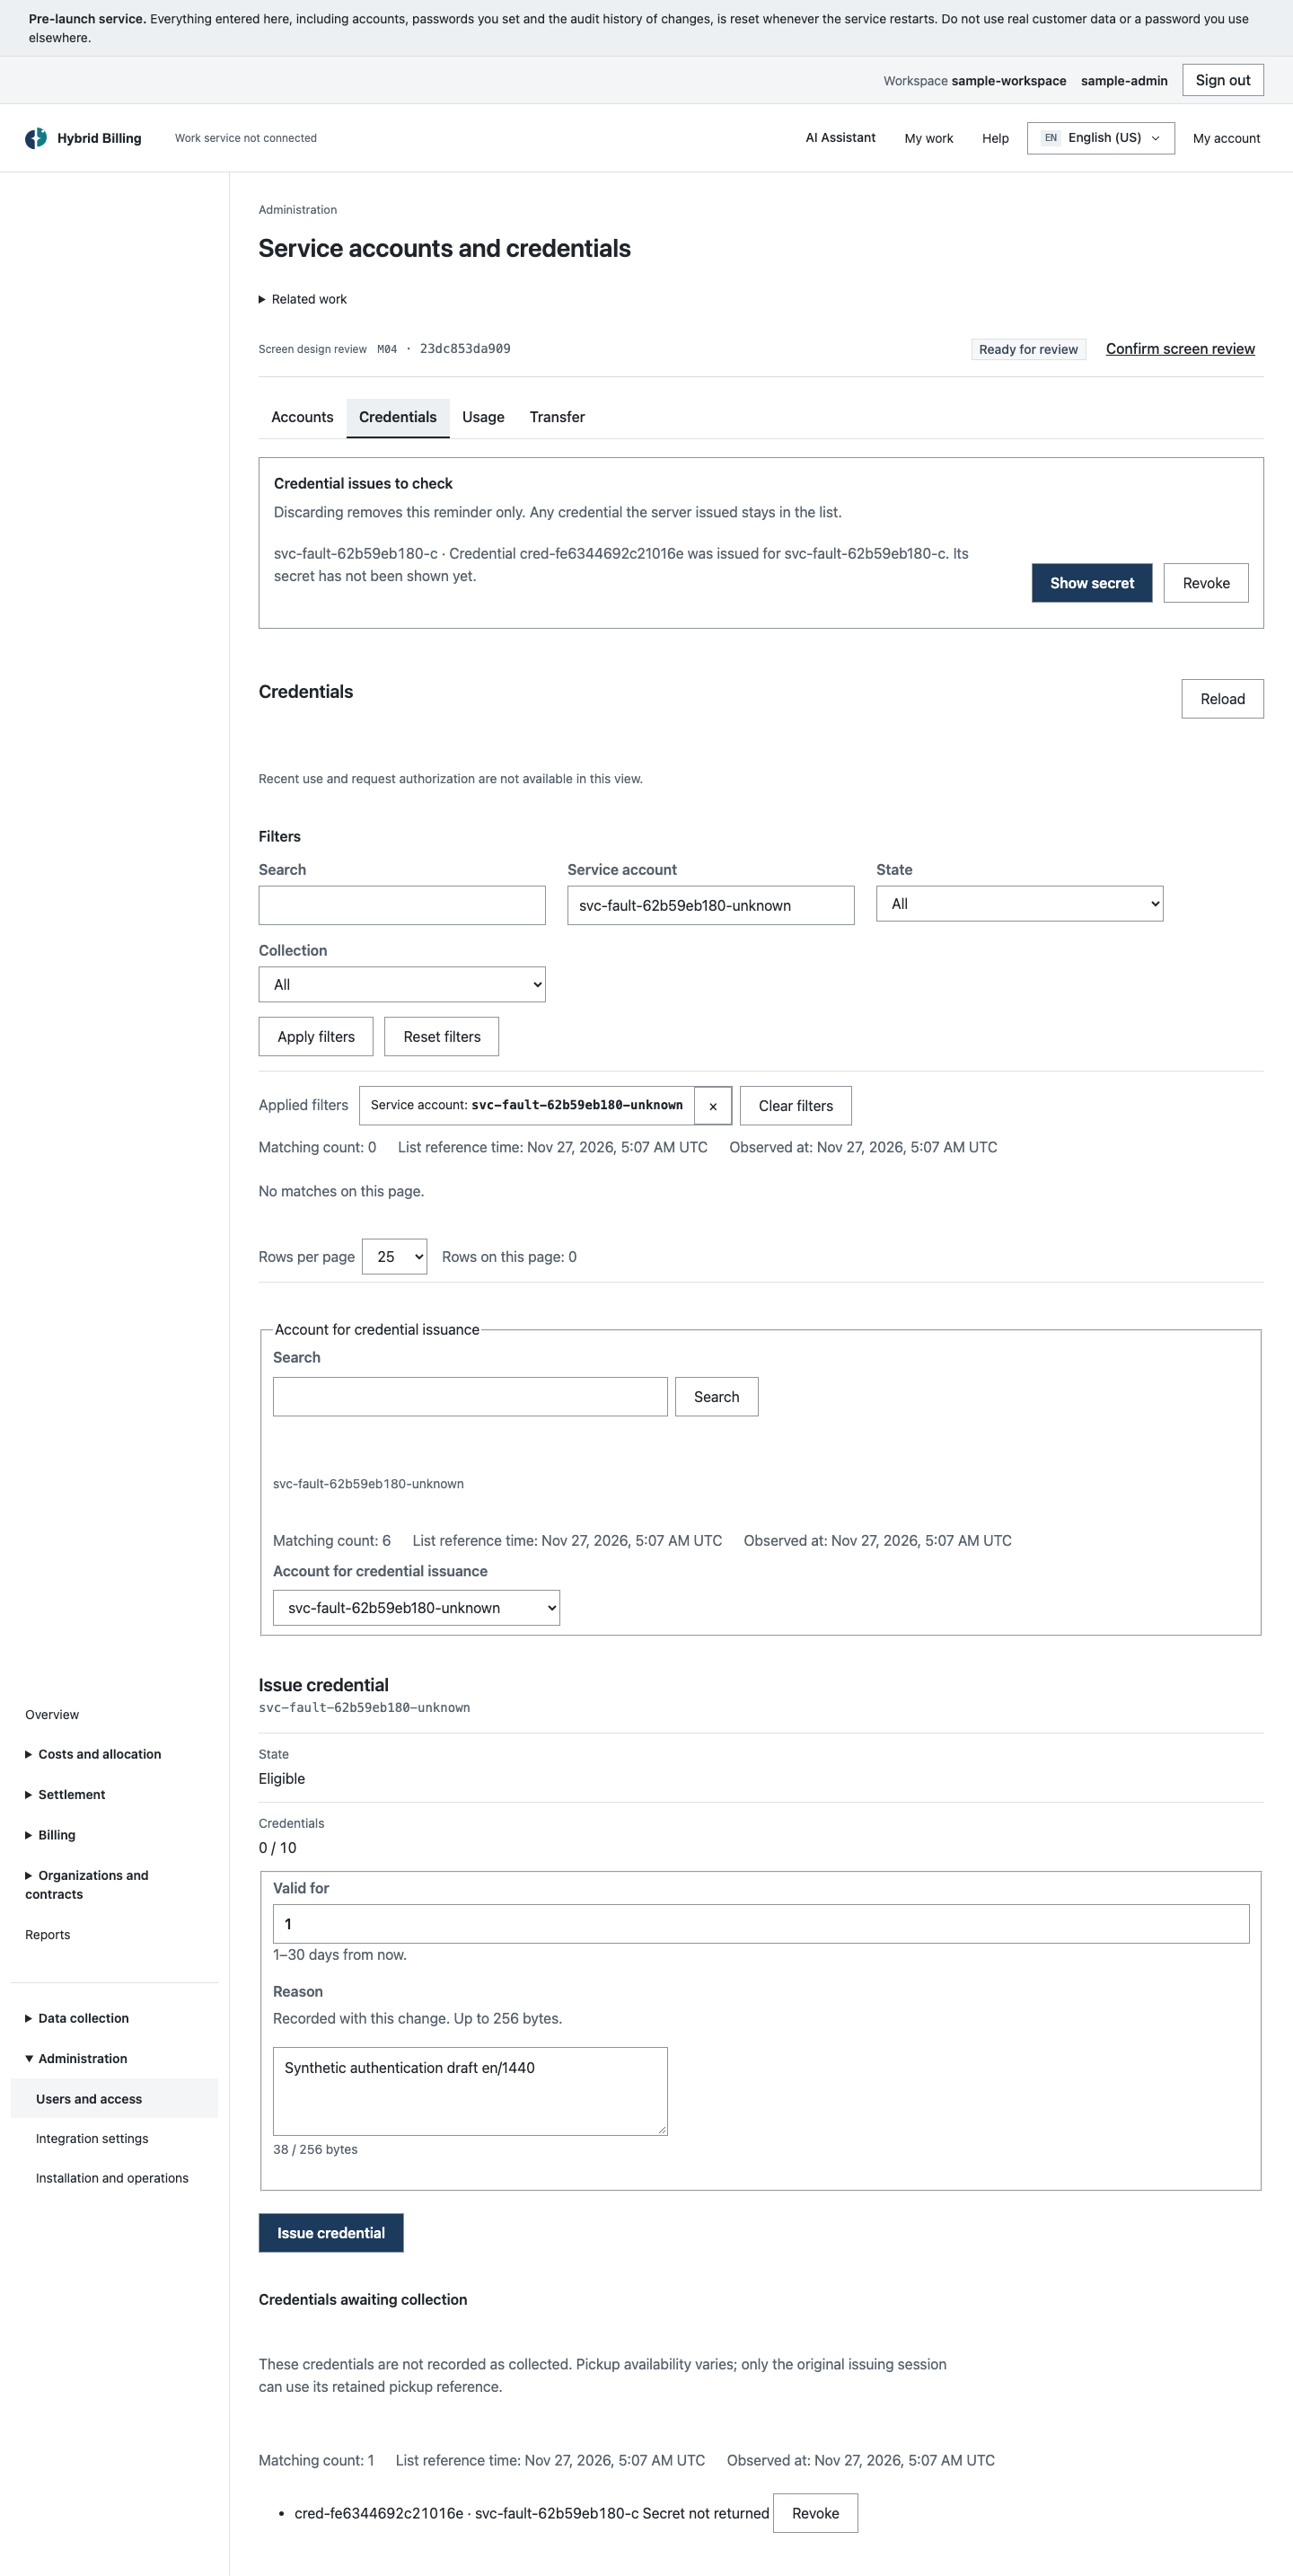 Pre-launch service. Everything entered here, including accounts, passwords you set and the audit history of changes, is reset whenever the service restarts. Do not use real customer data or a password you use
elsewhere.
Workspace sample-workspace sample-admin Sign out
Hybrid Billing Work service not connected AI Assistant My work Help EN English (US) My account
Administration
Service accounts and credentials
Related work
Screen design review M04 · 23dc853da909 Ready for review Confirm screen review
Accounts Credentials Usage Transfer
Credential issues to check
Discarding removes this reminder only. Any credential the server issued stays in the list.
svc-fault-62b59eb180-c · Credential cred-fe6344692c21016e was issued for svc-fault-62b59eb180-c. Its
secret has not been shown yet.
Show secret Revoke
Credentials
Reload
Recent use and request authorization are not available in this view.
Filters
Search Service account State
svc-fault-62b59eb180-unknown All
Collection
All
Apply filters Reset filters
Applied filters Service account: svc-fault-62b59eb180-unknown × Clear filters
Matching count: 0 List reference time: Nov 27, 2026, 5:07 AM UTC Observed at: Nov 27, 2026, 5:07 AM UTC
No matches on this page.
Rows per page 25 Rows on this page: 0
Account for credential issuance
Search
Search
svc-fault-62b59eb180-unknown
Matching count: 6 List reference time: Nov 27, 2026, 5:07 AM UTC Observed at: Nov 27, 2026, 5:07 AM UTC
Account for credential issuance
svc-fault-62b59eb180-unknown
Issue credential
svc-fault-62b59eb180-unknown
State
Eligible
Credentials
0 / 10
Valid for
1
1–30 days from now.
Reason
Recorded with this change. Up to 256 bytes.
Synthetic authentication draft en/1440
38 / 256 bytes
Issue credential
Credentials awaiting collection
These credentials are not recorded as collected. Pickup availability varies; only the original issuing session
can use its retained pickup reference.
Matching count: 1 List reference time: Nov 27, 2026, 5:07 AM UTC Observed at: Nov 27, 2026, 5:07 AM UTC
• cred-fe6344692c21016e · svc-fault-62b59eb180-c Secret not returned Revoke
Overview
Costs and allocation
Settlement
Billing
Organizations and
contracts
Reports
Data collection
Administration
Users and access
Integration settings
Installation and operations